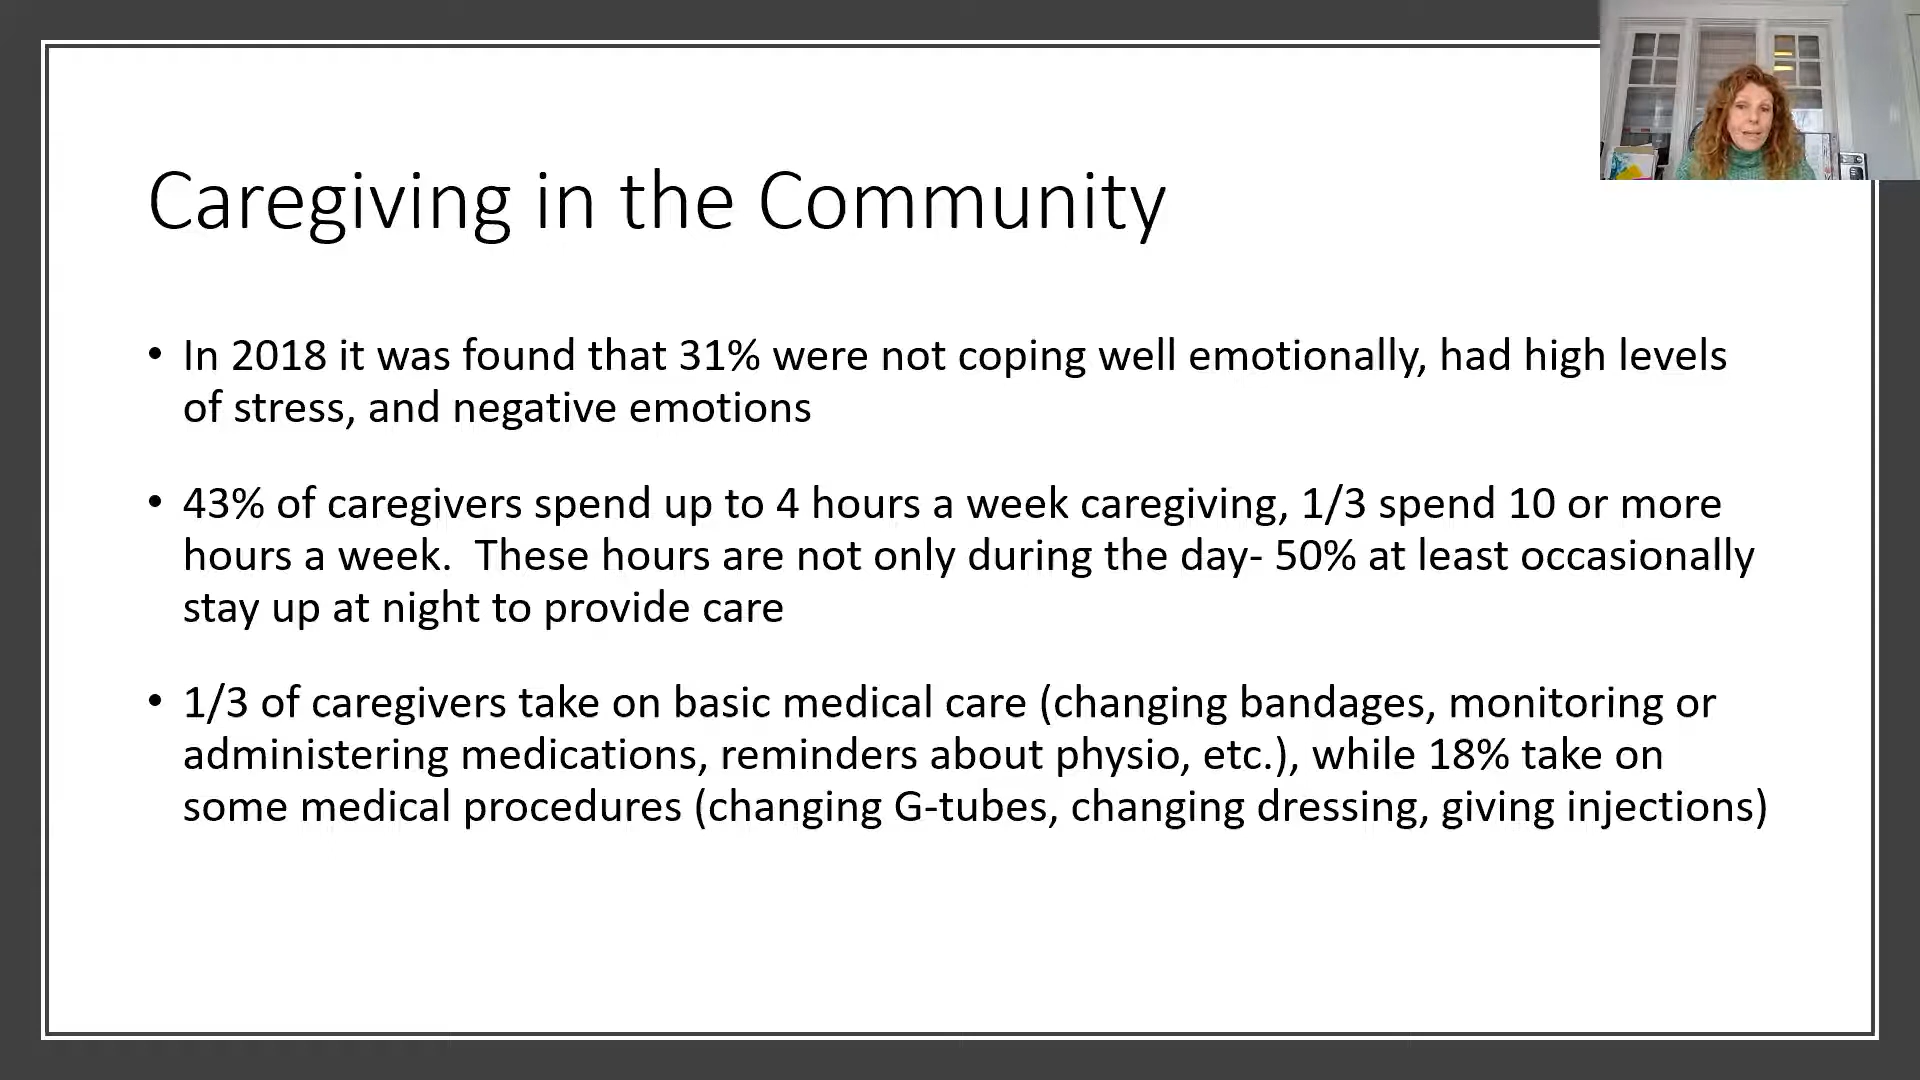 Caregiving in the Community
• In 2018 it was found that 31% were not coping well emotionally, had high levels
of stress, and negative emotions
• 43% of caregivers spend up to 4 hours a week caregiving, 1/3 spend 10 or more
hours a week.  These hours are not only during the day- 50% at least occasionally
stay up at night to provide care
• 1/3 of caregivers take on basic medical care (changing bandages, monitoring or
administering medications, reminders about physio, etc.), while 18% take on
some medical procedures (changing G-tubes, changing dressing, giving injections)